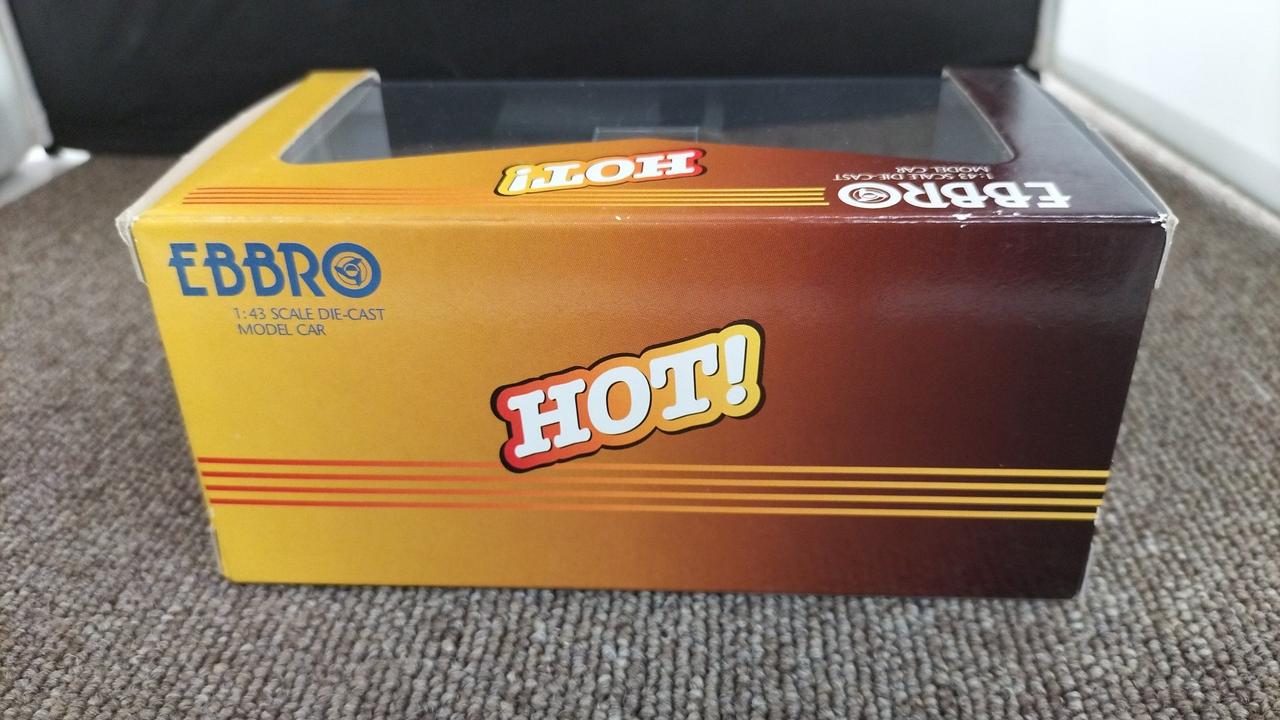 HOT!
EBBRO
1:43 SCALE DIE-CAST
MODEL CAR
EBBRO
1:43 SCALE DIE-CAST
MODEL CAR
HOT!